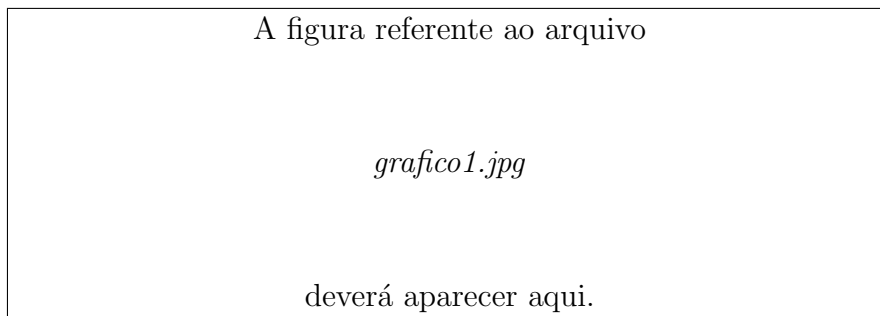 A figura referente ao arquivo
grafico1.jpg
deverá aparecer aqui.